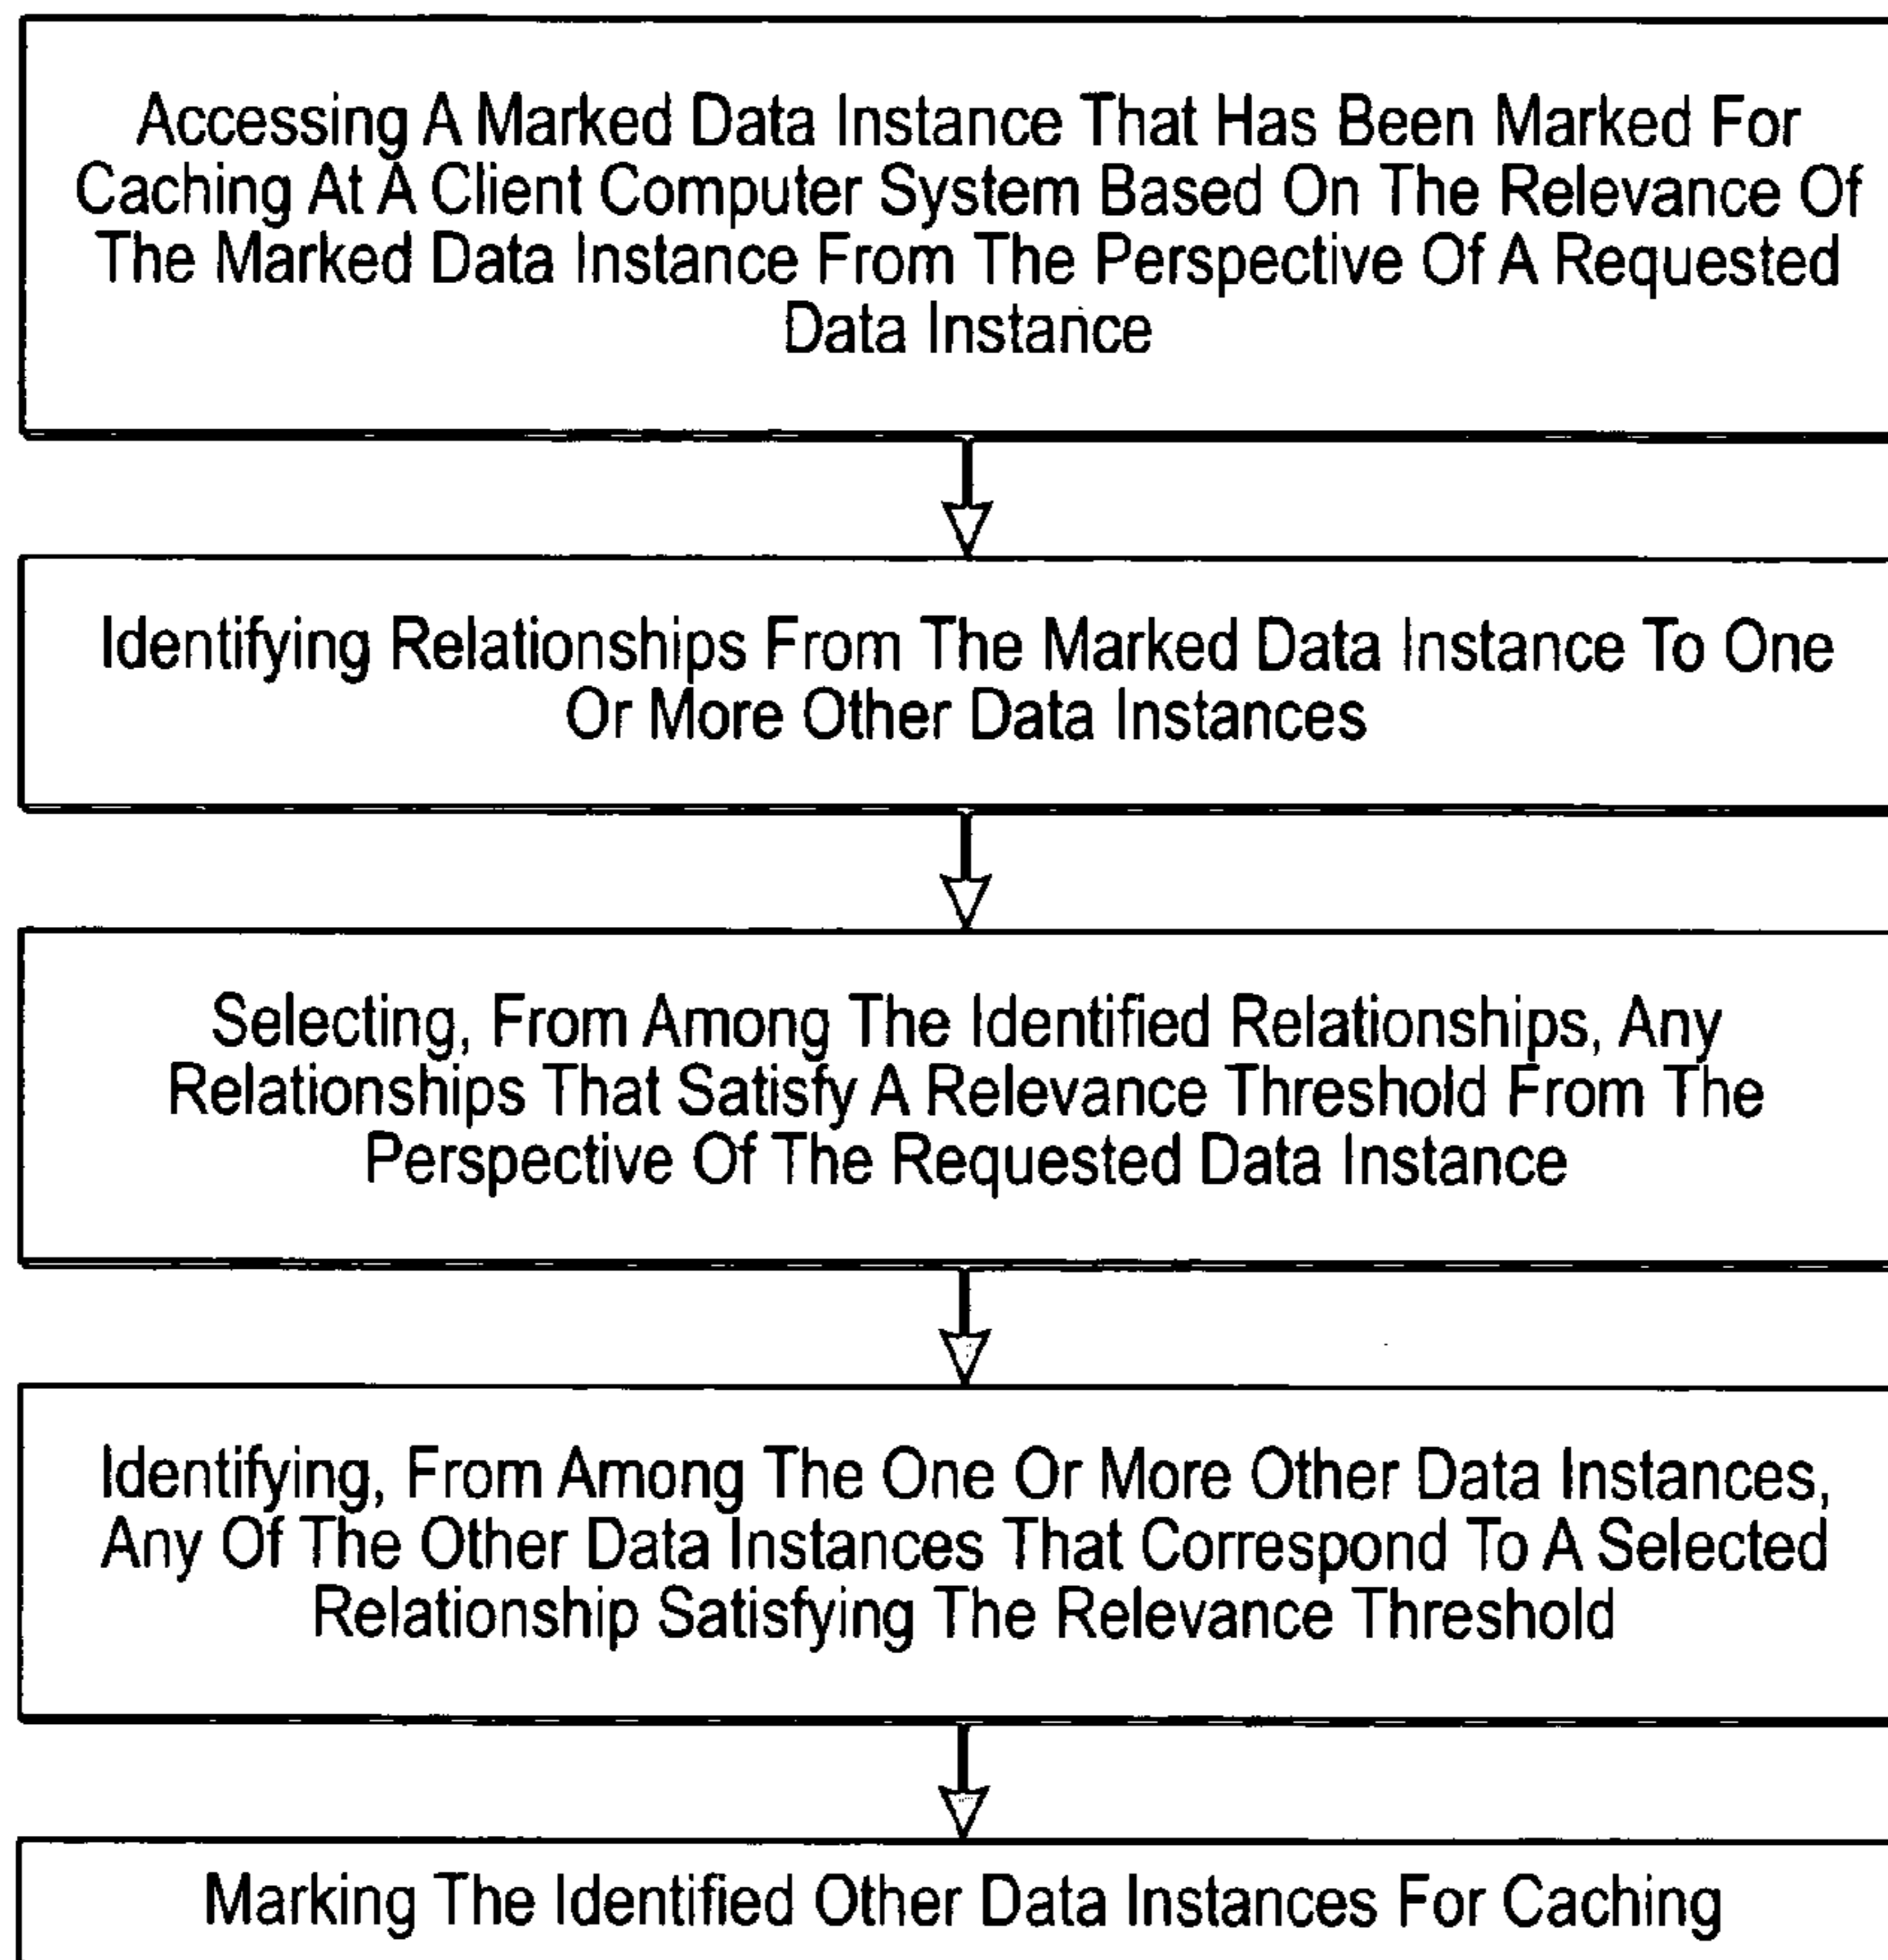 Accessing A Marked Data Instance That Has Been Marked For
Caching At A Client Computer System Based On The Relevance Of
The Marked Data Instance From The Perspective Of A Requested
Data Instance
Identifying Relationships From The Marked Data Instance To One
Or More Other Data Instances
Selecting, From Among The Identified Relationships, Any
Relationships That Satisfy A Relevance Threshold From The
Perspective Of The Requested Data Instance
Identifying, From Among The One Or More Other Data Instances,
Any Of The Other Data Instances That Correspond To A Selected
Relationship Satisfying The Relevance Threshold
Marking The Identified Other Data Instances For Caching